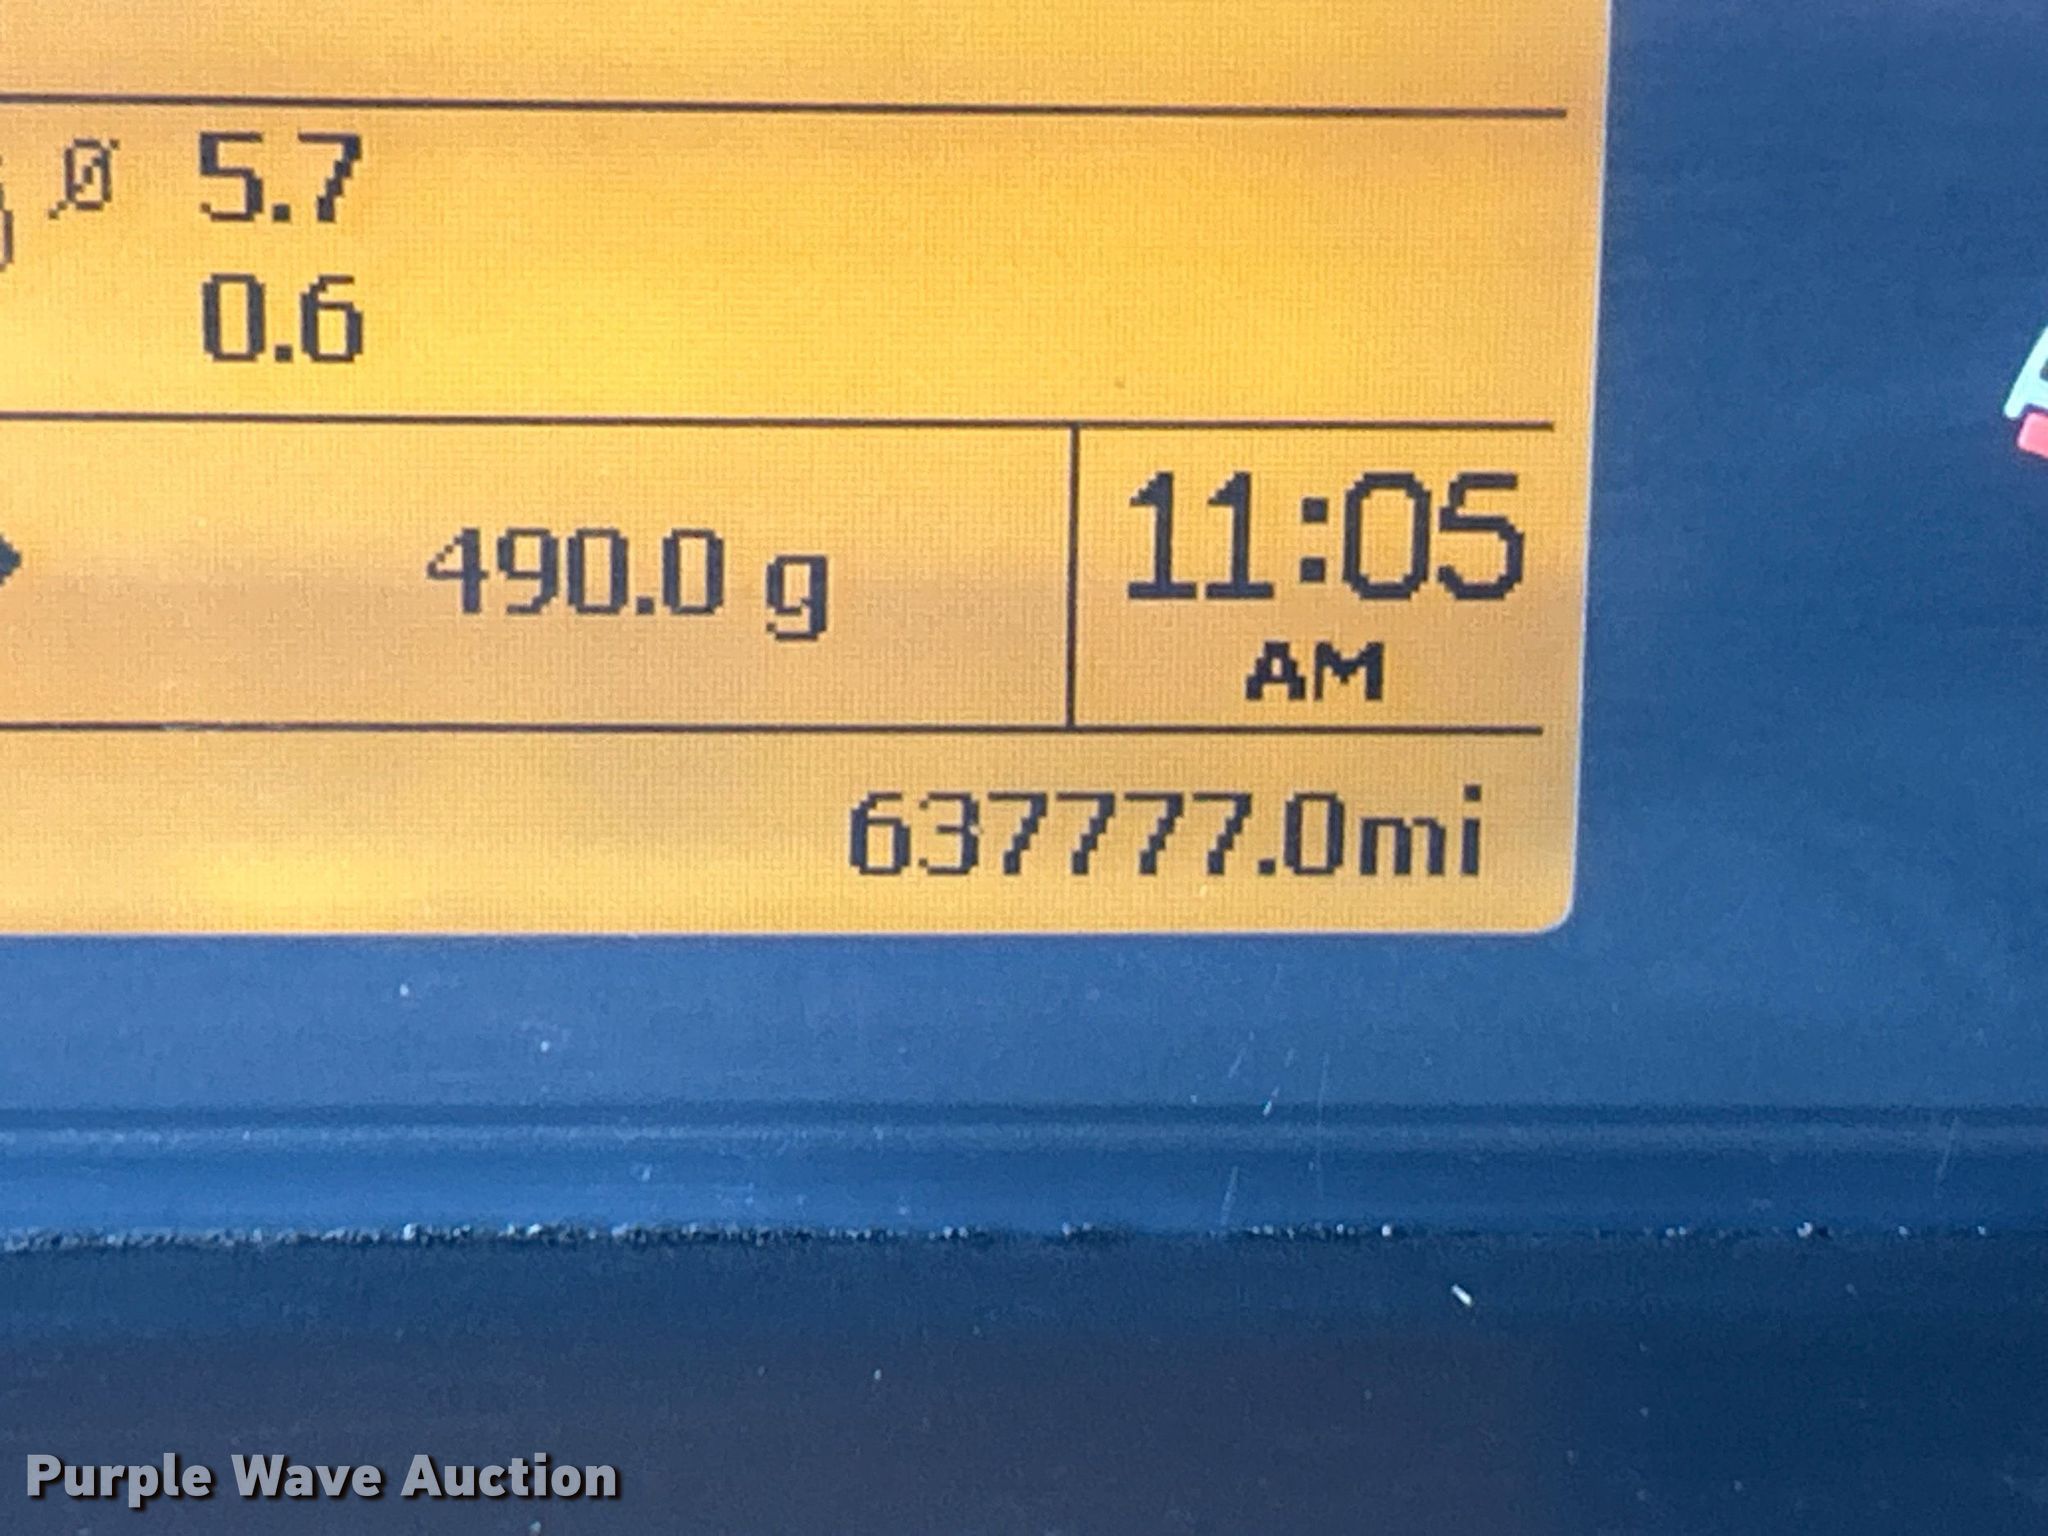 Ø 5.7
0.6
490.0 g
11:05
AM
637777.0mi
Purple Wave Auction